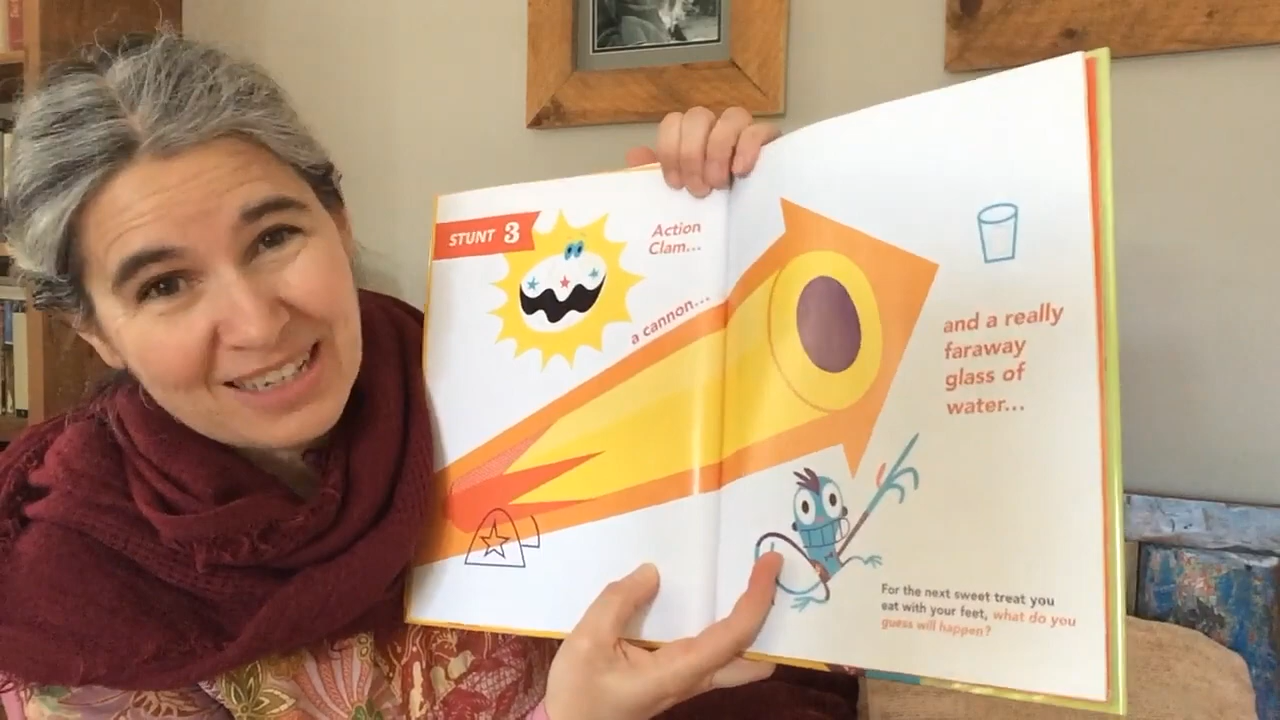 STUNT 3
Action
Clam...
a cannon...
and a really
faraway
glass of
water...
For the next sweet treat you
eat with your feet, what do you
guess will happen?